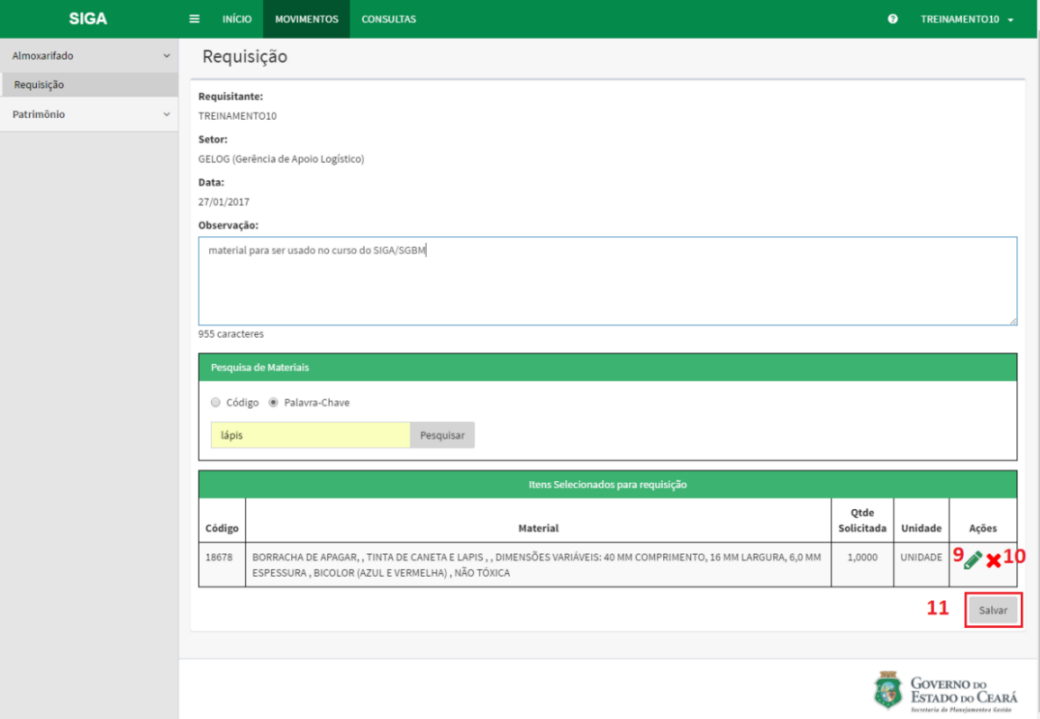 SIGA
INÍCIO
MOVIMENTOS
CONSULTAS
TREINAMENTO10
Almoxarifado
Requisição
Patrimônio
Requisição
Requisitante:
TREINAMENTO10
Setor:
GELOG (Gerência de Apoio Logístico)
Data:
27/01/2017
Observação:
material para ser usado no curso do SIGA/SGBM
955 caracteres
Pesquisa de Materiais
Código
Palavra-Chave
lápis
Pesquisar
Itens Selecionados para requisição
Código
Material
Qtde
Solicitada
Unidade
Ações
18678
BORRACHA DE APAGAR, , TINTA DE CANETA E LAPIS , , DIMENSÕES VARIÁVEIS: 40 MM COMPRIMENTO, 16 MM LARGURA, 6,0 MM
ESPESSURA , BICOLOR (AZUL E VERMELHA) , NÃO TÓXICA
1,0000
UNIDADE
9
10
11
Salvar
GOVERNO DO
ESTADO DO CEARÁ
Secretaria do Planejamento e Gestão